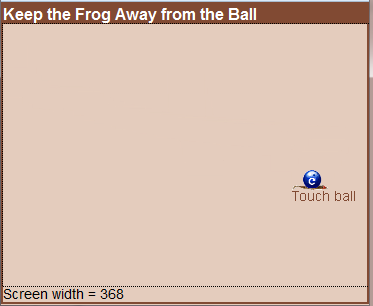 Keep the Frog Away from the Ball
Touch ball
Screen width = 368